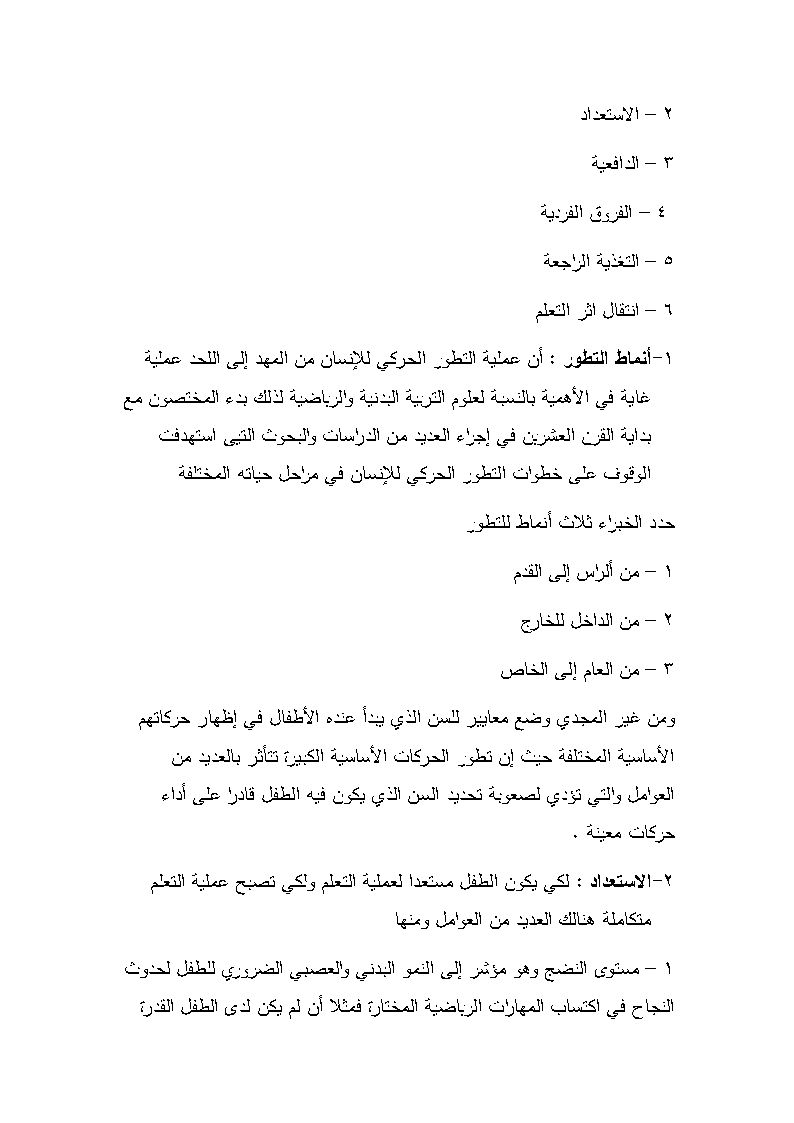 ٢ – الاستعداد
٣ – الدافعية
٤ – الفروق الفردية
٥ – التغذية الراجعة
٦ – انتقال اثر التعلم
١-أنماط التطور : أن عملية التطور الحركي للإنسان من المهد إلى اللحد عملية
غاية في الأهمية بالنسبة لعلوم التربية البدنية والرياضية لذلك بدء المختصون مع
بداية القرن العشرين في إجراء العديد من الدراسات والبحوث التيى استهدفت
الوقوف على خطوات التطور الحركي للإنسان في مراحل حياته المختلفة
حدد الخبراء ثلاث أنماط للتطور
١ – من ألراس إلى القدم
٢ – من الداخل للخارج
٣ – من العام إلى الخاص
ومن غير المجدي وضع معايير للسن الذي يبدأ عنده الأطفال في إظهار حركاتهم
الأساسية المختلفة حيث إن تطور الحركات الأساسية الكبيرة تتأثر بالعديد من
العوامل والتي تؤدي لصعوبة تحديد السن الذي يكون فيه الطفل قادرا على أداء
حركات معينة .
٢-الاستعداد : لكي يكون الطفل مستعدا لعملية التعلم ولكي تصبح عملية التعلم
متكاملة هنالك العديد من العوامل ومنها
١ – مستوى النضج وهو مؤشر إلى النمو البدني والعصبي الضروري للطفل لحدوث
النجاح في اكتساب المهارات الرياضية المختارة فمثلا أن لم يكن لدى الطفل القدرة